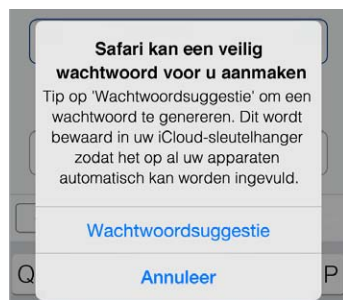 Safari kan een veilig
wachtwoord voor u aanmaken
Tip op 'Wachtwoordsuggestie' om een
wachtwoord te genereren. Dit wordt
bewaard in uw iCloud-sleutelhanger
zodat het op al uw apparaten
automatisch kan worden ingevuld.
Wachtwoordsuggestie
Annuleer
Q P